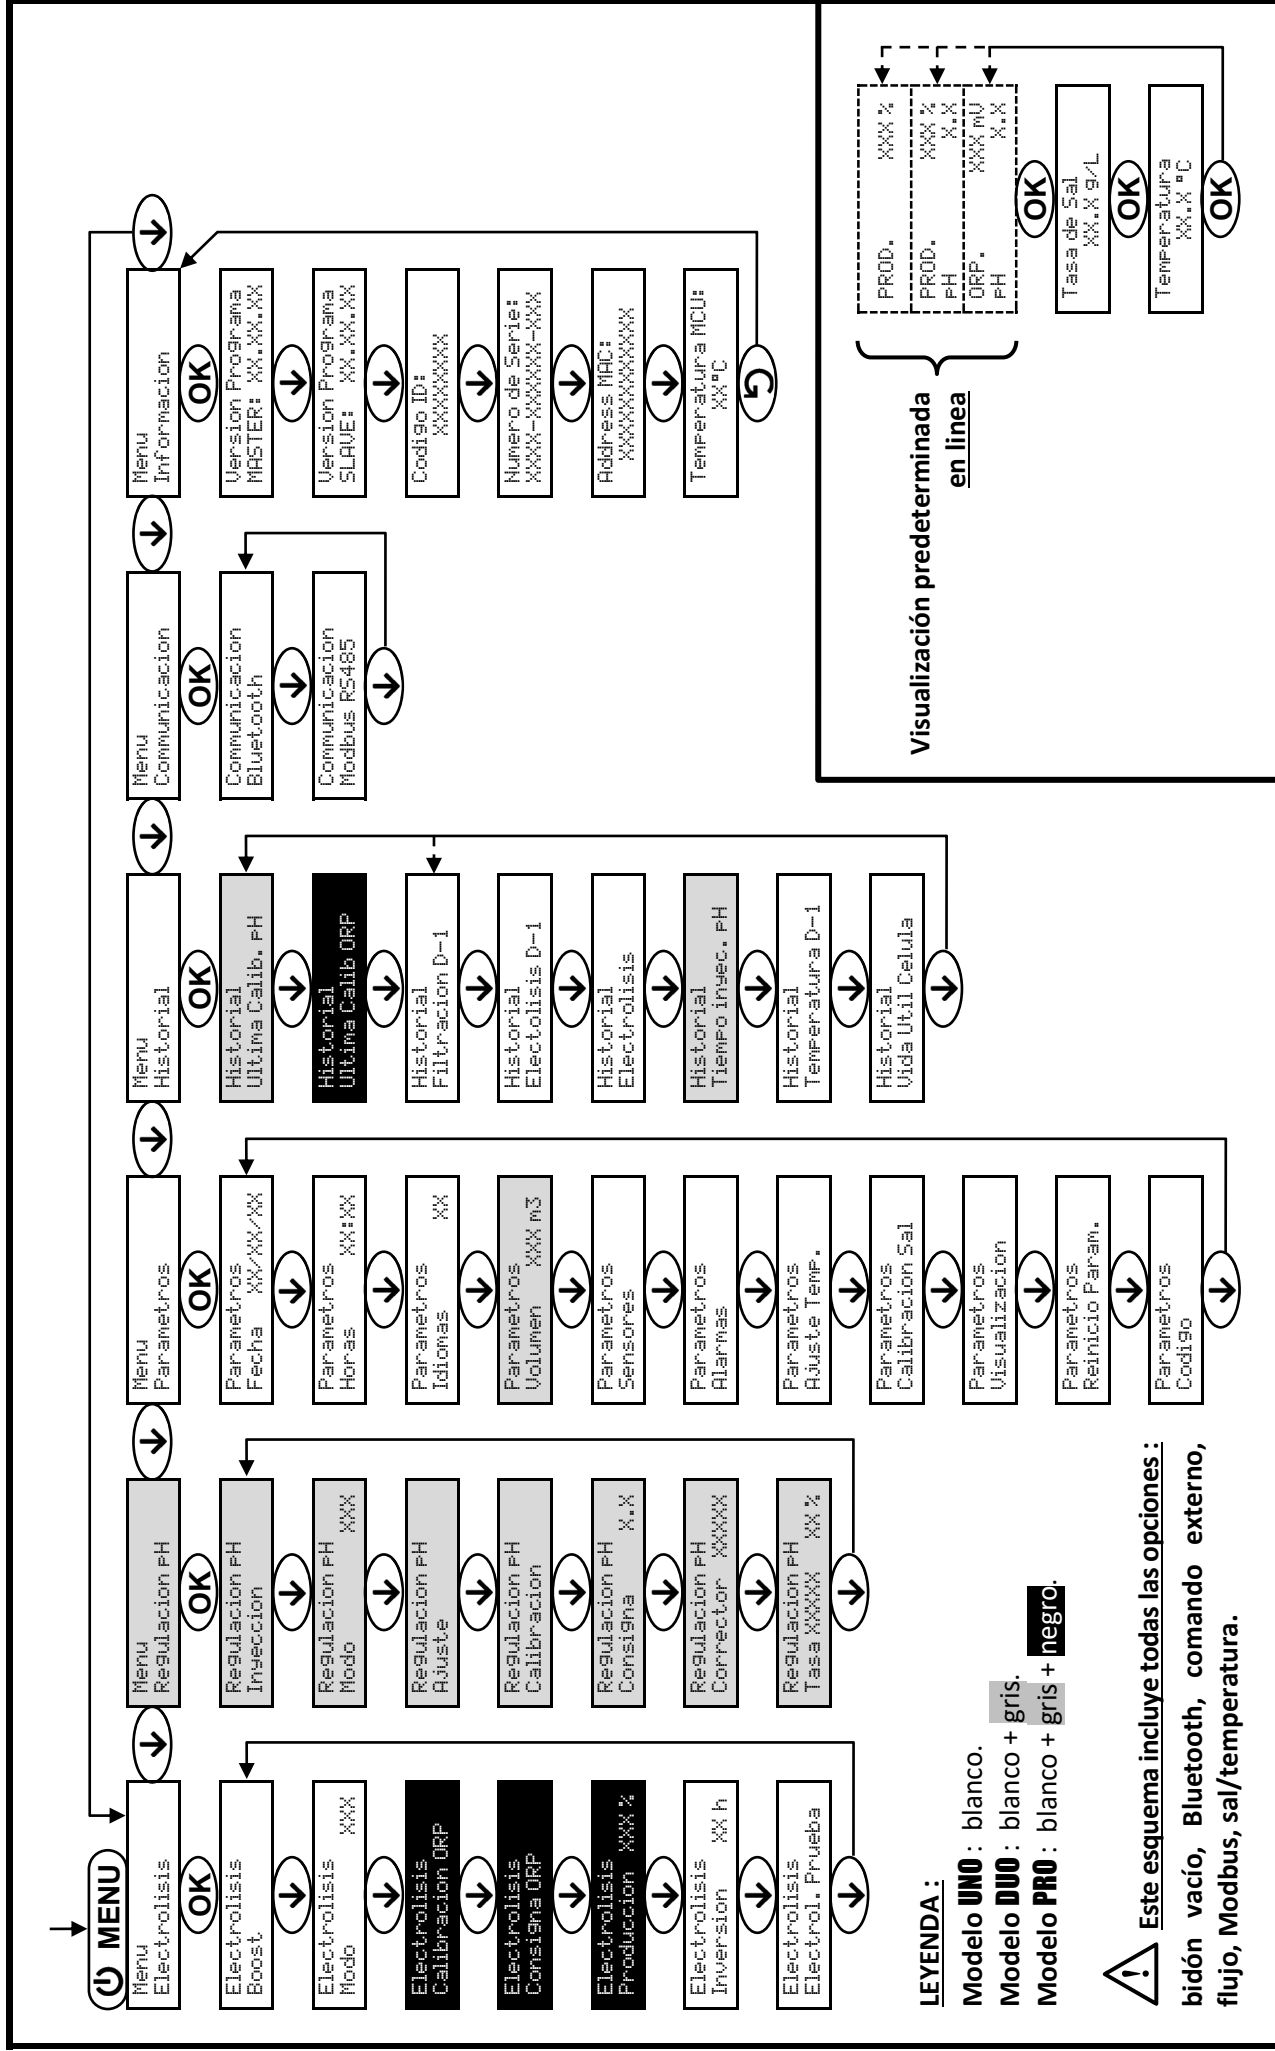 MENU
Menu
Electrolisis
OK
Electrolisis
Boost
Electrolisis
Modo XXX
Electrolisis
Calibracion ORP
Electrolisis
Consigna ORP
Electrolisis
Produccion XXX %
Electrolisis
Inversion XX h
Electrolisis
Electrol. Prueba
Menu
Regulacion pH
OK
Regulacion pH
Inyeccion
Regulacion pH
Modo XXX
Regulacion pH
Ajuste
Regulacion pH
Calibracion
Regulacion pH
Consigna X.X
Regulacion pH
Corrector XXXXX
Regulacion pH
Tasa XXXXX XX %
Menu
Parametros
OK
Parametros
Fecha XX/XX/XX
Parametros
Horas XX:XX
Parametros
Idiomas XX
Parametros
Volumen XXX m3
Parametros
Sensores
Parametros
Alarmas
Parametros
Ajuste Temp.
Parametros
Calibracion Sal
Parametros
Visualizacion
Parametros
Reinicio Param.
Parametros
Codigo
Menu
Historial
OK
Historial
Ultima Calib. pH
Historial
Ultima Calib ORP
Historial
Filtracion D-1
Historial
Electolisis D-1
Historial
Electrolisis
Historial
Tiempo inyec. pH
Historial
Temperatura D-1
Historial
Vida Util Celula
Menu
Communicacion
OK
Communicacion
Bluetooth
Communicacion
Modbus RS485
Menu
Informacion
OK
Version Programa
MASTER: XX.XX.XX
Version Programa
SLAVE: XX.XX.XX
Codigo ID:
XXXXXXXX
Numero de Serie:
XXXX-XXXXXX-XXX
Address MAC:
XXXXXXXXXXXX
Temperatura MCU:
XX°C
LEYENDA :
Modelo UNO : blanco.
Modelo DUO : blanco + gris.
Modelo PRO : blanco + gris + negro.
Este esquema incluye todas las opciones :
bidón vacío, Bluetooth, comando externo,
flujo, Modbus, sal/temperatura.
Visualización predeterminada
en linea
PROD. XXX %
PROD. XXX %
pH X.X
ORP. XXX mV
pH X.X
OK
Tasa de Sal
XX.X g/L
OK
Temperatura
XX.X°C
OK